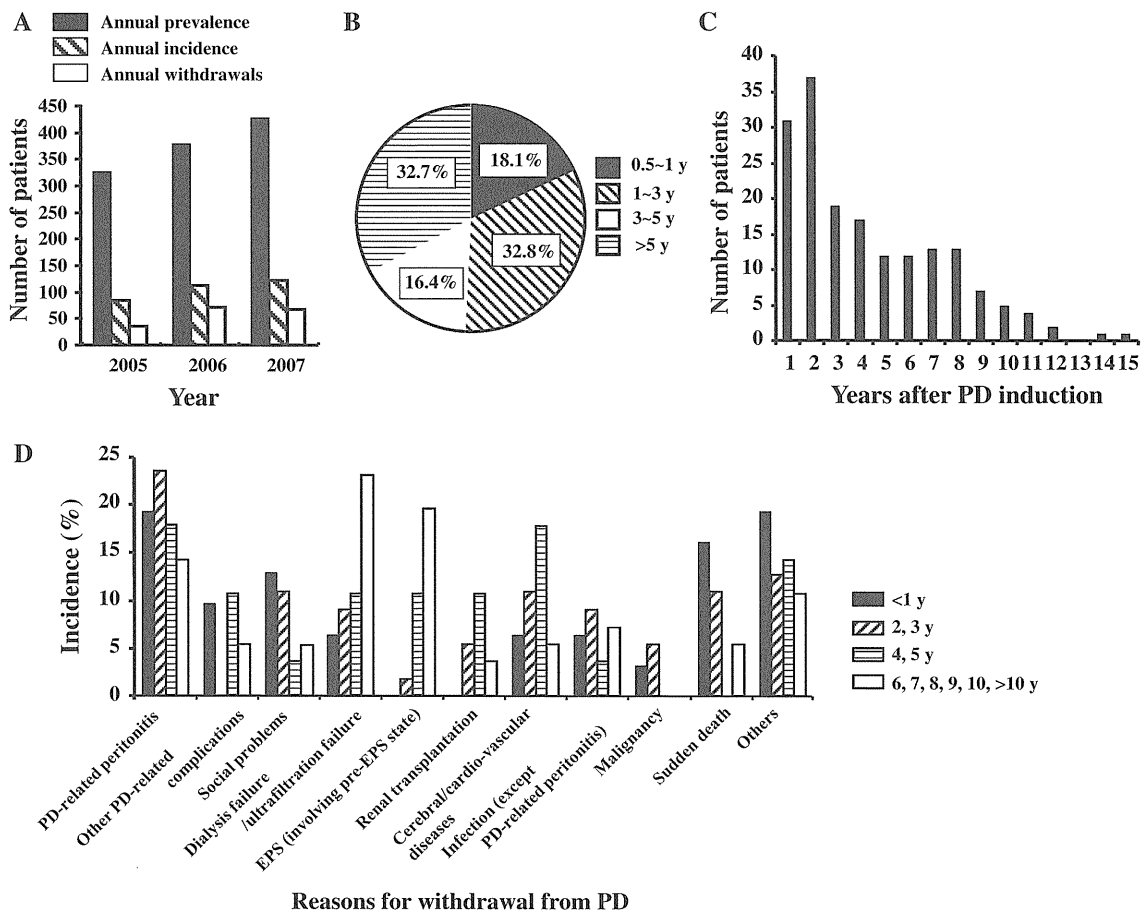 A
Annual prevalence
Annual incidence
Annual withdrawals
Number of patients
450
400
350
300
250
200
150
100
50
0
2005 2006 2007
Year
B
18.1%
32.8%
16.4%
32.7%
0.5~1 y
1~3 y
3~5 y
>5 y
C
Number of patients
40
35
30
25
20
15
10
5
0
1 2 3 4 5 6 7 8 9 10 11 12 13 14 15
Years after PD induction
D
Incidence (%)
25
20
15
10
5
0
PD-related peritonitis
Other PD-related
complications
Social problems
Dialysis failure
/ultrafiltration failure
EPS (involving pre-EPS state)
Renal transplantation
Cerebral/cardio-vascular
diseases
Infection (except
PD-related peritonitis)
Malignancy
Sudden death
Others
<1 y
2, 3 y
4, 5 y
6, 7, 8, 9, 10, >10 y
Reasons for withdrawal from PD